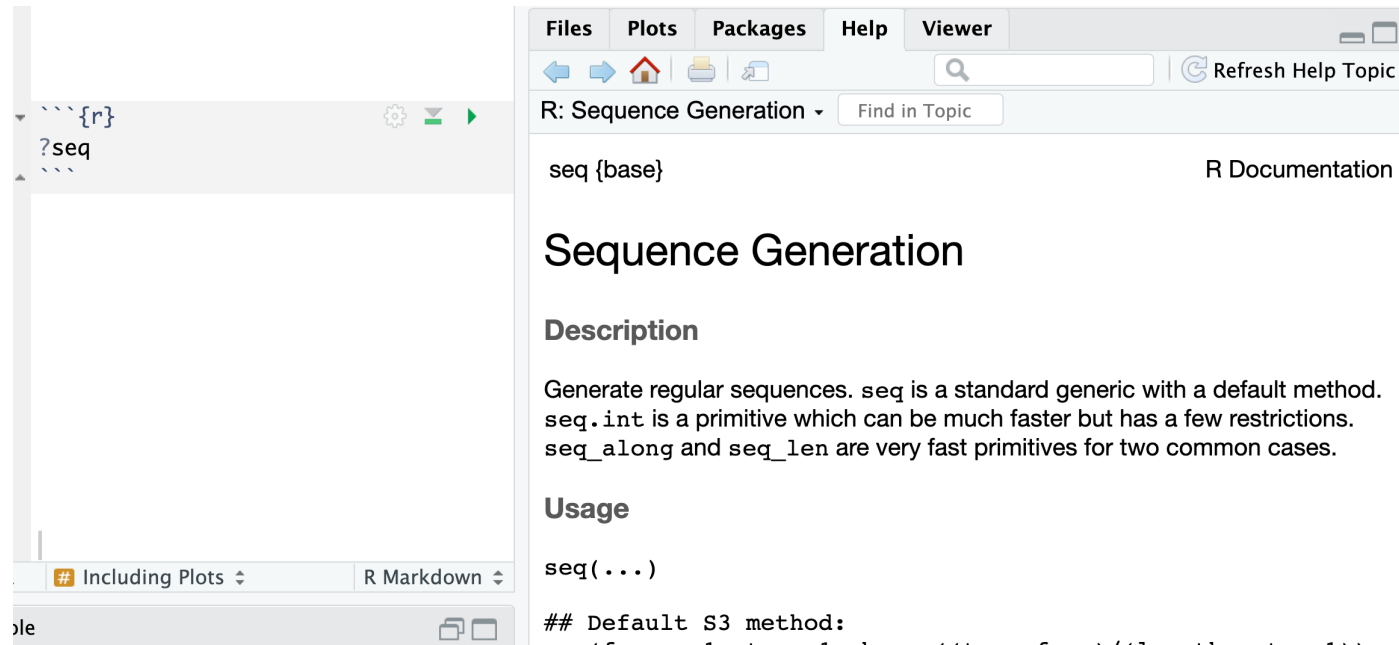 ```{r}
?seq
```
# Including Plots
R Markdown
Files Plots Packages Help Viewer
Refresh Help Topic
R: Sequence Generation
Find in Topic
seq {base}
R Documentation
Sequence Generation
Description
Generate regular sequences. seq is a standard generic with a default method.
seq.int is a primitive which can be much faster but has a few restrictions.
seq_along and seq_len are very fast primitives for two common cases.
Usage
seq(...)
## Default S3 method: